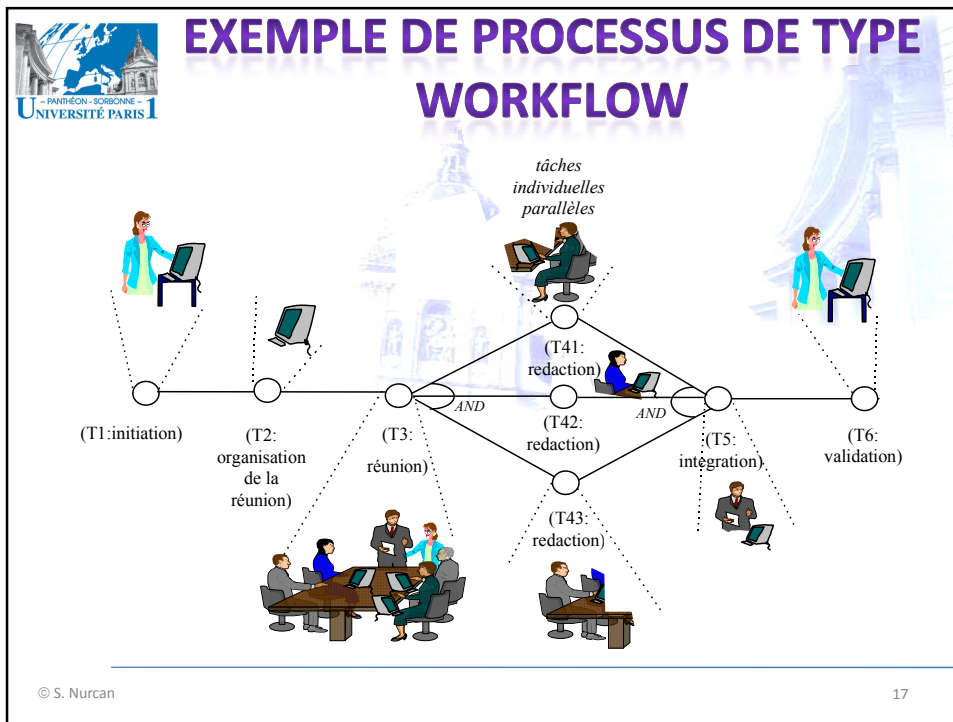 EXEMPLE DE PROCESSUS DE TYPE
WORKFLOW
– PANTHÉON - SORBONNE –
UNIVERSITÉ PARIS 1
tâches
individuelles
parallèles
(T1:initiation)
(T2:
organisation
de la
réunion)
(T3:
réunion)
AND
(T41:
redaction)
(T42:
redaction)
(T43:
redaction)
AND
(T5:
integration)
(T6:
validation)
© S. Nurcan
17